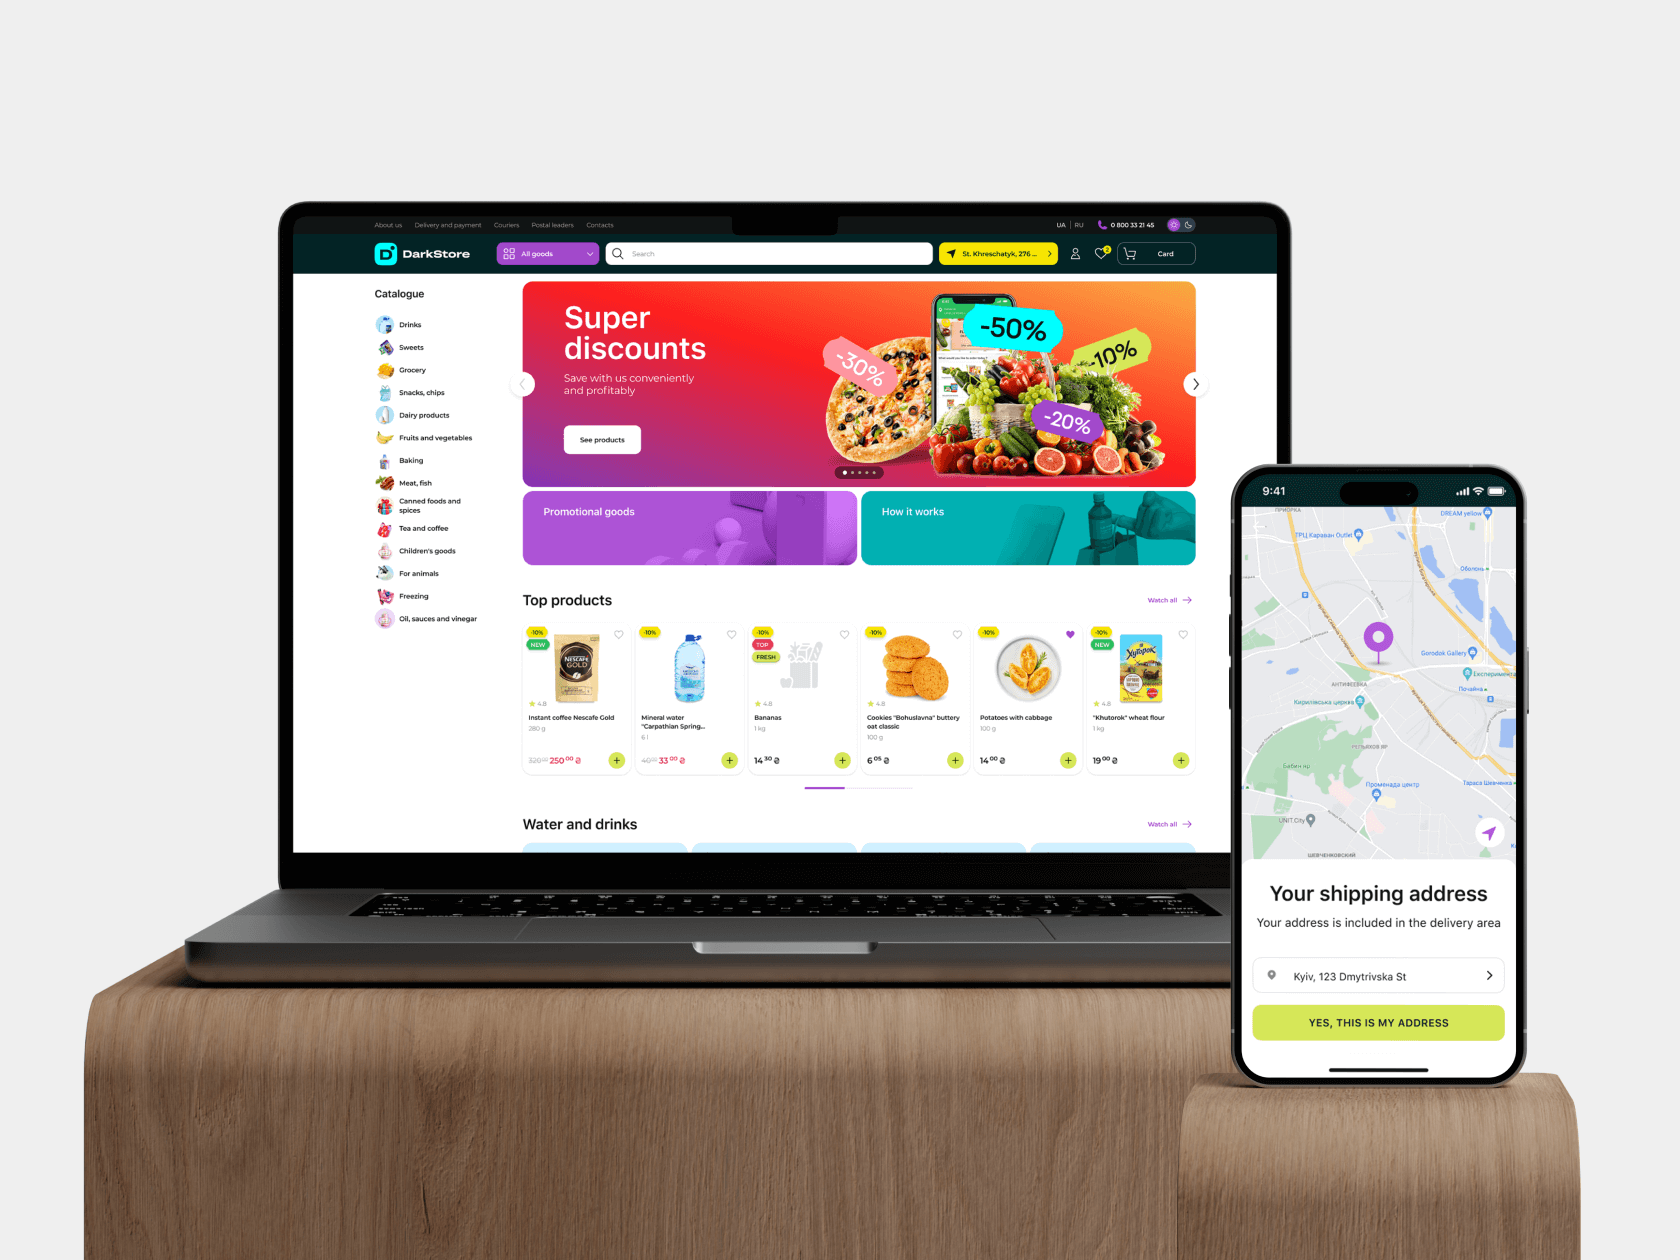 About us Delivery and payment Couriers Postal leaders Contacts
UA RU 0 800 33 21 45
DarkStore
All goods
Search
St. Khreschatyk, 276 ...
2
Card
Catalogue
Drinks
Sweets
Grocery
Snacks, chips
Dairy products
Fruits and vegetables
Baking
Meat, fish
Canned foods and
spices
Tea and coffee
Children's goods
For animals
Freezing
Oil, sauces and vinegar
Super
discounts
Save with us conveniently
and profitably
See products
-30%
-50%
-10%
-20%
Promotional goods
How it works
Top products
Watch all
-10%
NEW
NESCAFE
GOLD
4.8
Instant coffee Nescafe Gold
280 g
320 00 250 00 ₴
-10%
Mineral water
"Carpathian Spring...
6 l
40 00 33 00 ₴
-10%
TOP
FRESH
4.8
Bananas
1 kg
14 30 ₴
-10%
4.8
Cookies "Bohuslavna" buttery
oat classic
100 g
6 05 ₴
-10%
Potatoes with cabbage
100 g
14 00 ₴
-10%
NEW
Хуторок
4.8
"Khutorok" wheat flour
1 kg
19 00 ₴
Water and drinks
Watch all
9:41
ПРИОРКА
DREAM yellow
ТРЦ Караван Outlet
Оболонь
Gorodok Gallery
Експеримента
АНТИФЕЕВКА
Почайна
Кирилівська церква
РЕПЬЯХОВ ЯР
Бабин яр
Променада центр
Тараса Шевченка
UNIT.City
ШЕВЧЕНКОВСКИЙ
Your shipping address
Your address is included in the delivery area
Kyiv, 123 Dmytrivska St
YES, THIS IS MY ADDRESS